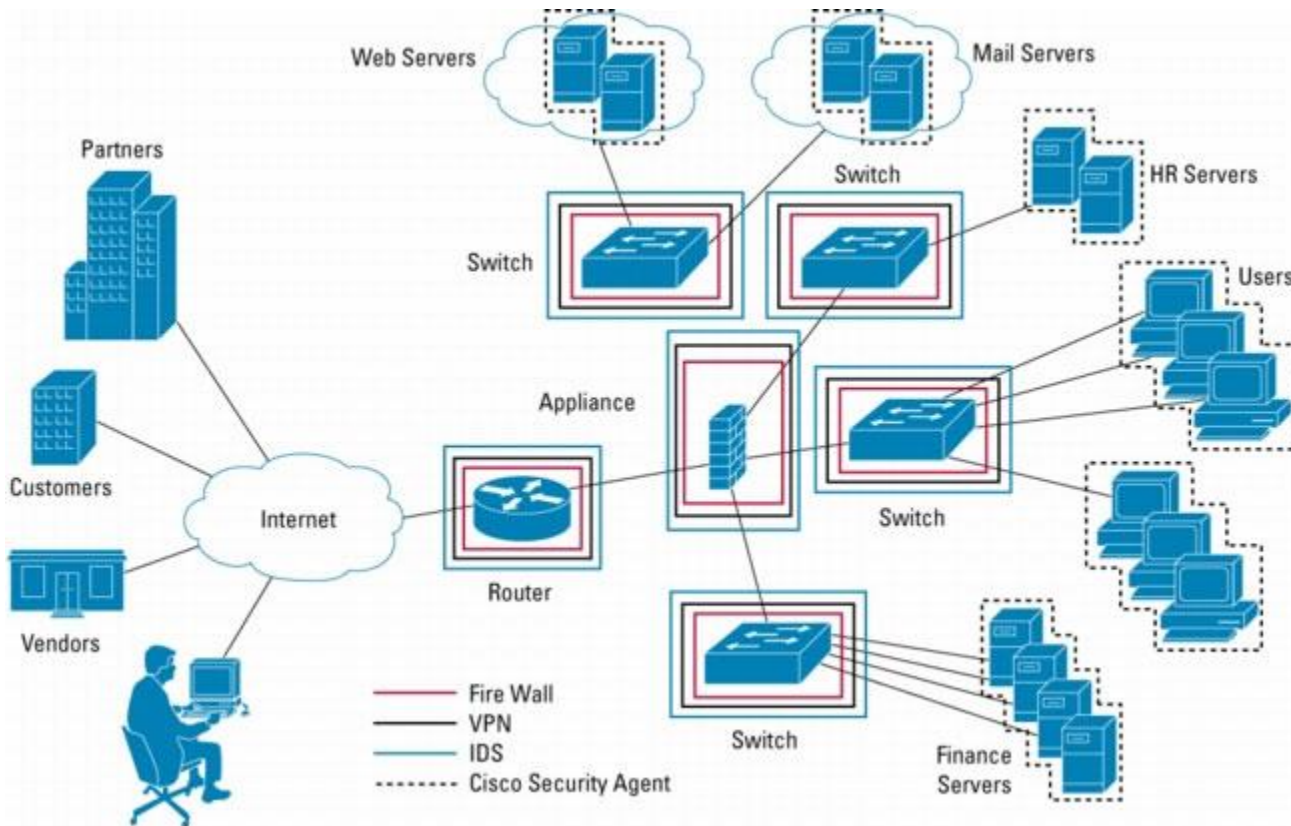 Web Servers
Mail Servers
Partners
Switch
HR Servers
Switch
Users
Appliance
Customers
Internet
Switch
Router
Vendors
Fire Wall
VPN
IDS
Cisco Security Agent
Switch
Finance
Servers